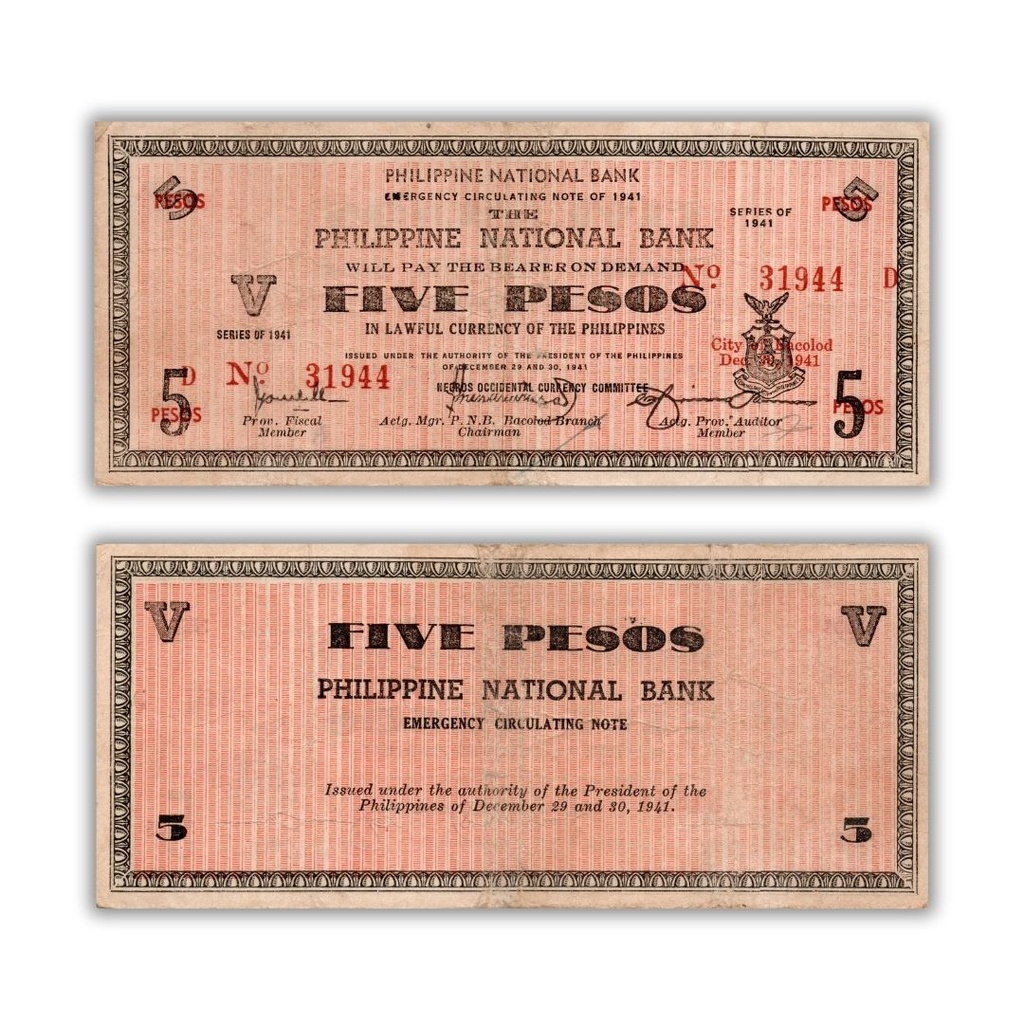 PHILIPPINE NATIONAL BANK
EMERGENCY CIRCULATING NOTE OF 1941
THE
PHILIPPINE NATIONAL BANK
WILL PAY THE BEARER ON DEMAND
FIVE PESOS
IN LAWFUL CURRENCY OF THE PHILIPPINES
ISSUED UNDER THE AUTHORITY OF THE PRESIDENT OF THE PHILIPPINES
OF DECEMBER 29 AND 30, 1941
NEGROS OCCIDENTAL CURRENCY COMMITTEE
5
PESOS
5
PESOS
SERIES OF
1941
V
SERIES OF 1941
No 31944 D
City of Bacolod
Dec. 1941
D No 31944
5
PESOS
5
PESOS
Prov. Fiscal
Member
Actg. Mgr. P. N. B. Bacolod Branch
Chairman
Actg. Prov. Auditor
Member
V
V
FIVE PESOS
PHILIPPINE NATIONAL BANK
EMERGENCY CIRCULATING NOTE
Issued under the authority of the President of the
Philippines of December 29 and 30, 1941.
5
5